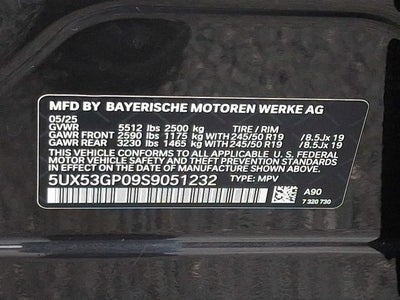 MFD BY BAYERISCHE MOTOREN WERKE AG
05/25
GVWR 5512 lbs 2500 kg TIRE / RIM
GAWR FRONT 2590 lbs 1175 kg WITH 245/50 R19 /8.5Jx 19
GAWR REAR 3230 lbs 1465 kg WITH 245/50 R19 /8.5Jx 19
THIS VEHICLE CONFORMS TO ALL APPLICABLE U.S. FEDERAL
MOTOR VEHICLE SAFETY AND THEFT PREVENTION STANDARDS
IN EFFECT ON THE DATE OF MANUFACTURE SHOWN ABOVE.
5UX53GP09S9051232 TYPE: MPV
A90
7 320 730